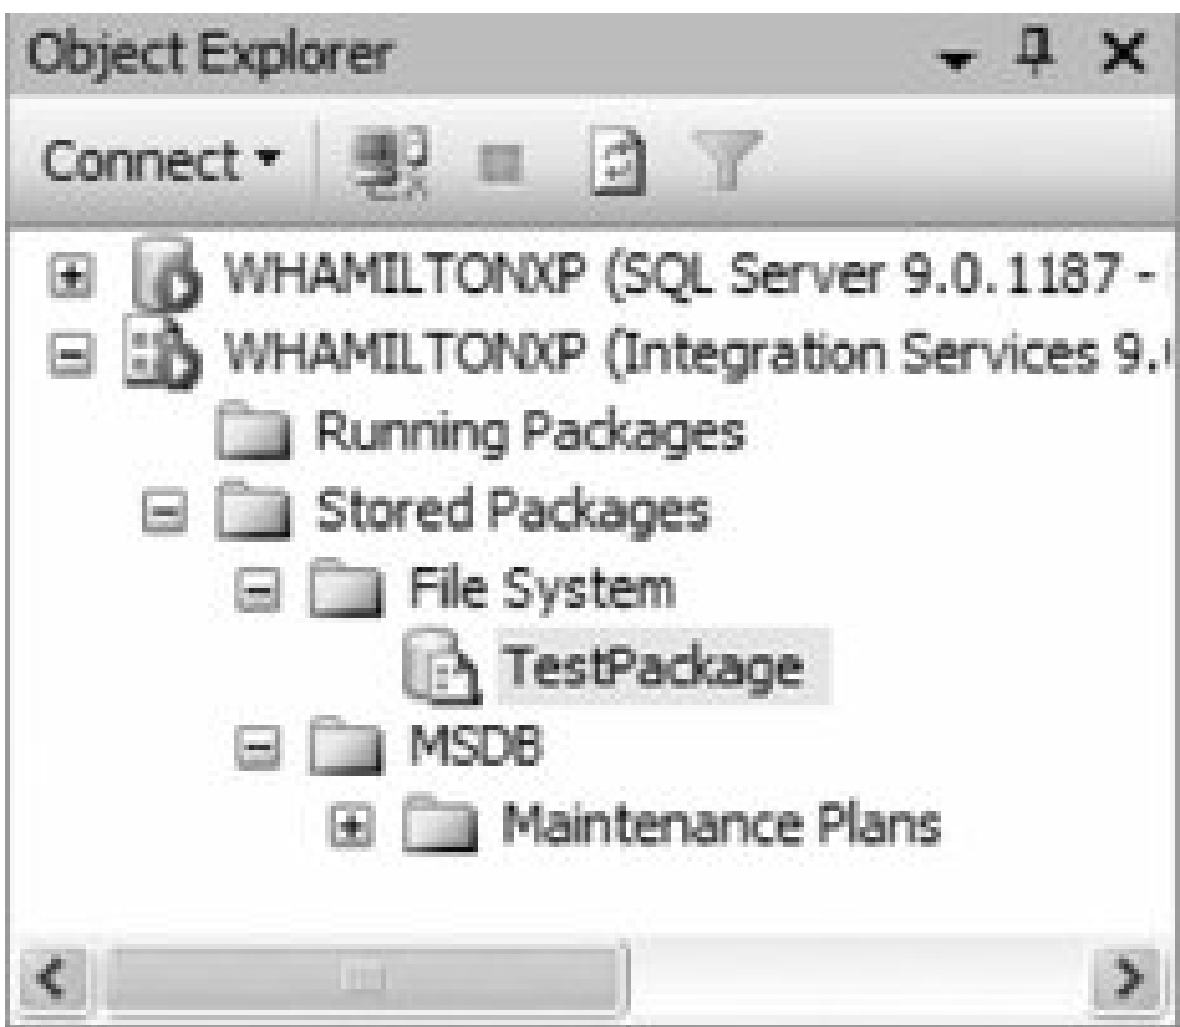 Object Explorer
Connect
WHAMILTONXP (SQL Server 9.0.1187 -
WHAMILTONXP (Integration Services 9.
Running Packages
Stored Packages
File System
TestPackage
MSDB
Maintenance Plans